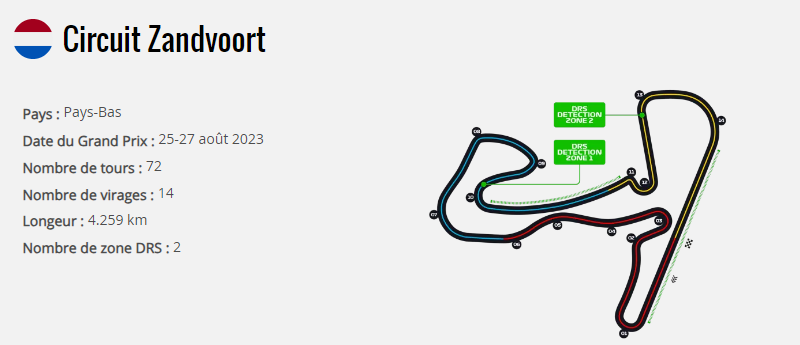 Circuit Zandvoort
Pays : Pays-Bas
Date du Grand Prix : 25-27 août 2023
Nombre de tours : 72
Nombre de virages : 14
Longeur : 4.259 km
Nombre de zone DRS : 2
DRS
DETECTION
ZONE 2
DRS
DETECTION
ZONE 1
13
14
08
09
11
12
10
07
03
05
04
02
06
01